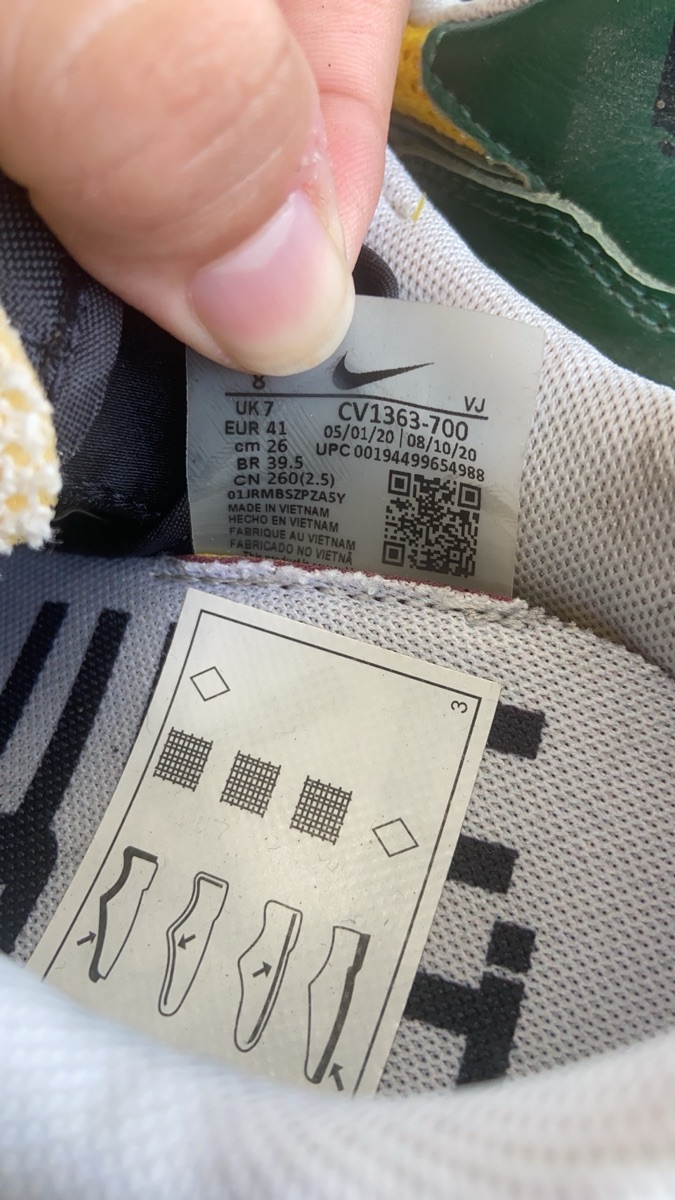 8
VJ
UK 7
EUR 41
cm 26
BR 39.5
CN 260(2.5)
CV1363-700
05/01/20 | 08/10/20
UPC 00194499654988
01JRMBSZPZA5Y
MADE IN VIETNAM
HECHO EN VIETNAM
FABRIQUE AU VIETNAM
FABRICADO NO VIETNÃ
3